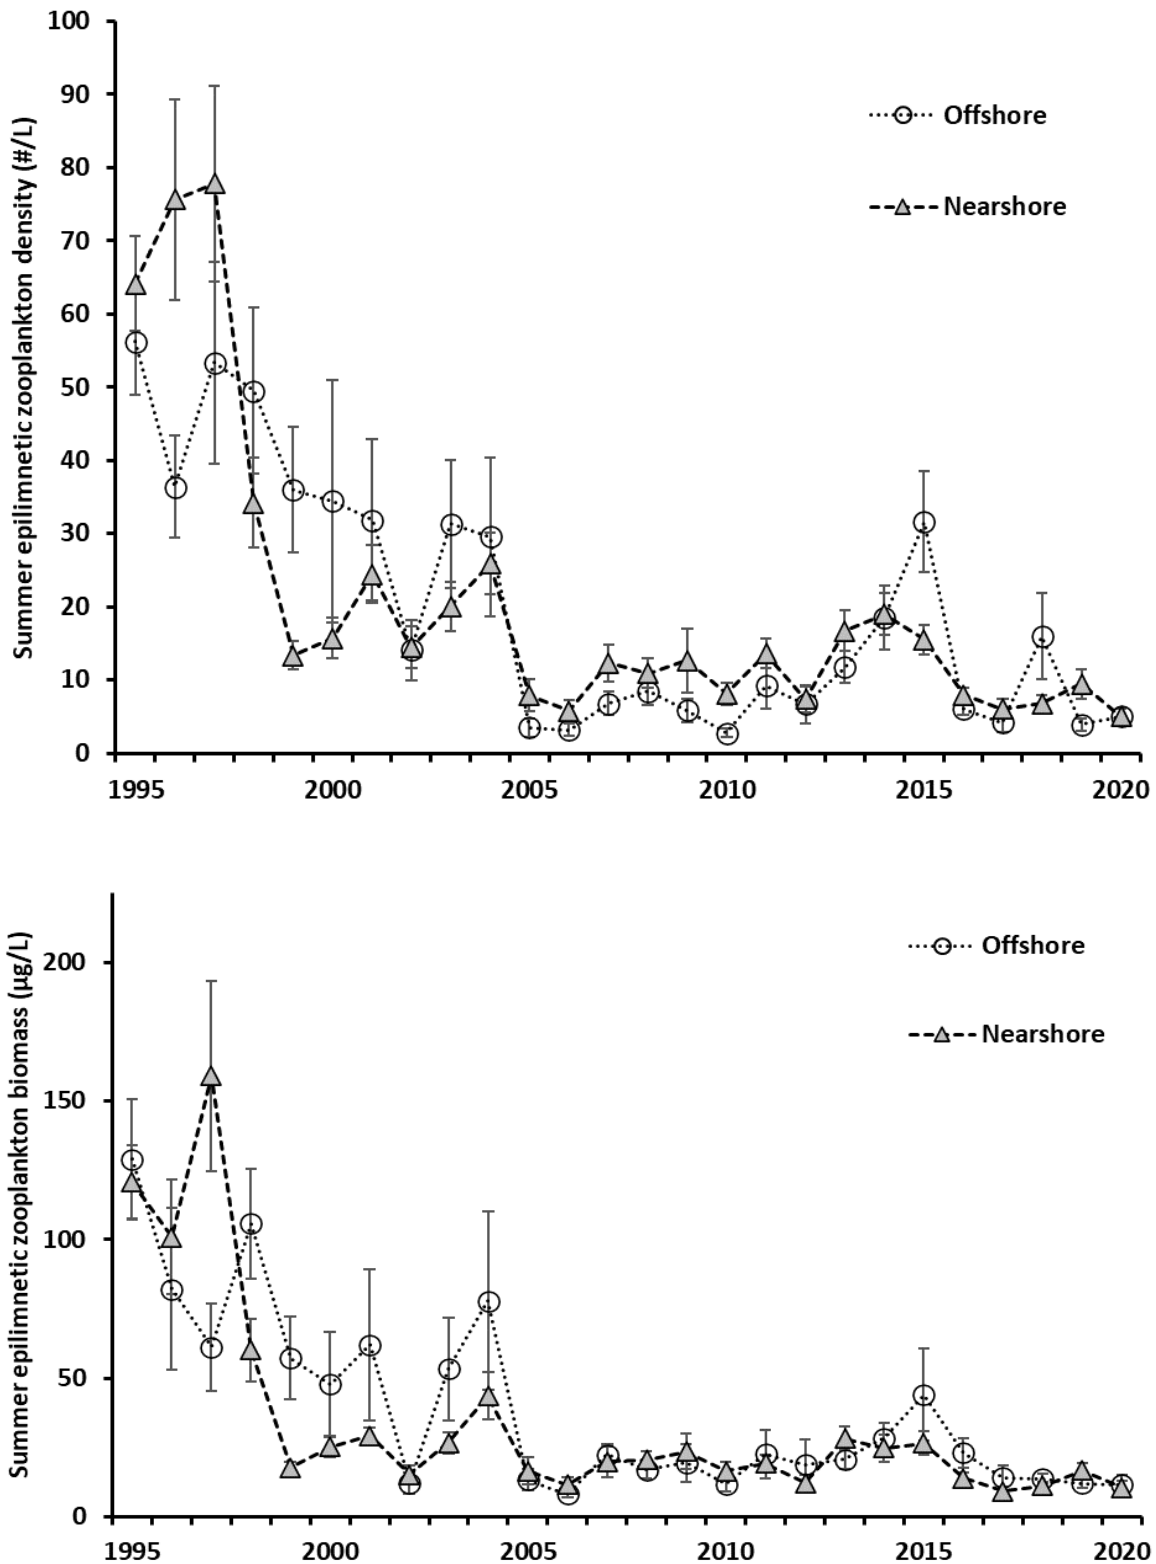 Summer epilimnetic zooplankton density (#/L)
100
90
80
70
60
50
40
30
20
10
0
Offshore
Nearshore
1995 2000 2005 2010 2015 2020
Summer epilimnetic zooplankton biomass (µg/L)
200
150
100
50
0
Offshore
Nearshore
1995 2000 2005 2010 2015 2020